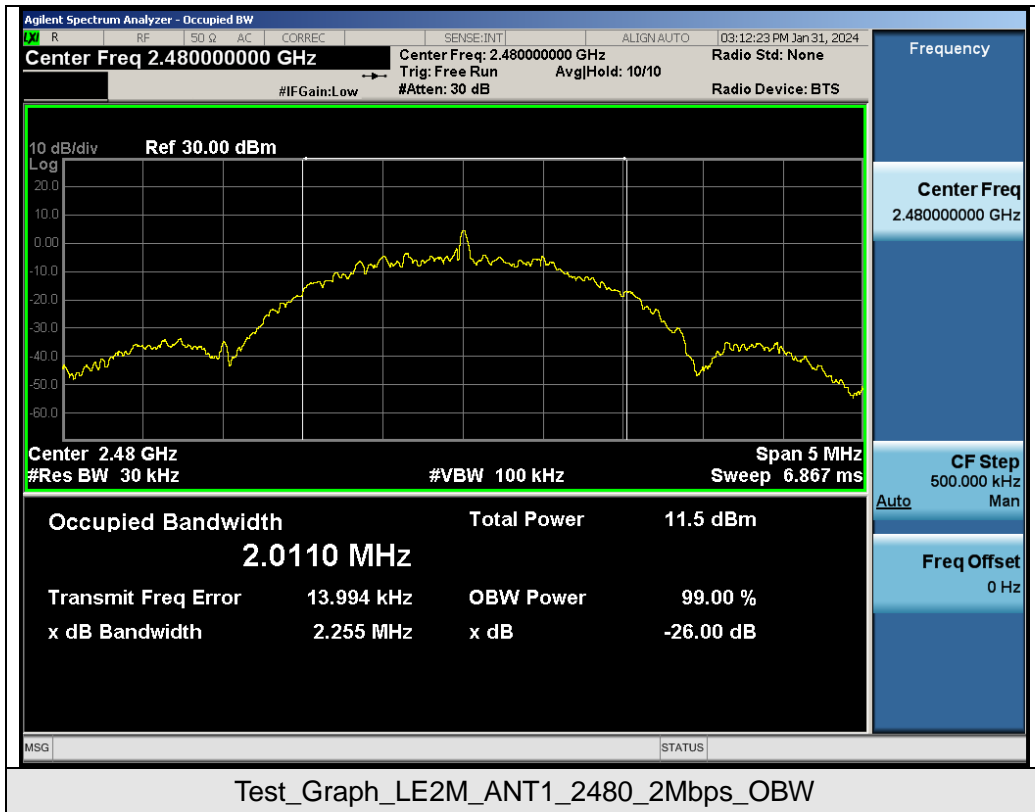 Agilent Spectrum Analyzer - Occupied BW
LXI R RF 50 Ω AC CORREC SENSE:INT ALIGN AUTO 03:12:23 PM Jan 31, 2024
Center Freq 2.480000000 GHz
Center Freq: 2.480000000 GHz Radio Std: None
Trig: Free Run Avg|Hold: 10/10
#IFGain:Low #Atten: 30 dB Radio Device: BTS
10 dB/div Ref 30.00 dBm
Log
20.0
10.0
0.00
-10.0
-20.0
-30.0
-40.0
-50.0
-60.0
Center 2.48 GHz Span 5 MHz
#Res BW 30 kHz #VBW 100 kHz Sweep 6.867 ms
Occupied Bandwidth Total Power 11.5 dBm
2.0110 MHz
Transmit Freq Error 13.994 kHz OBW Power 99.00 %
x dB Bandwidth 2.255 MHz x dB -26.00 dB
Frequency
Center Freq
2.480000000 GHz
CF Step
500.000 kHz
Auto Man
Freq Offset
0 Hz
MSG STATUS
Test_Graph_LE2M_ANT1_2480_2Mbps_OBW